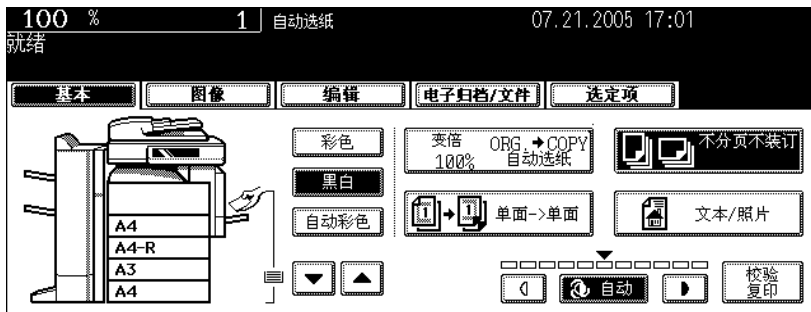 100 % 1 自动选纸 07.21.2005 17:01
就绪
基本 图像 编辑 电子归档/文件 选定项
彩色
黑白
自动彩色
变倍 ORG.→COPY
100% 自动选纸
不分页不装订
1→1 单面->单面
文本/照片
A4
A4-R
A3
A4
自动
校验
复印